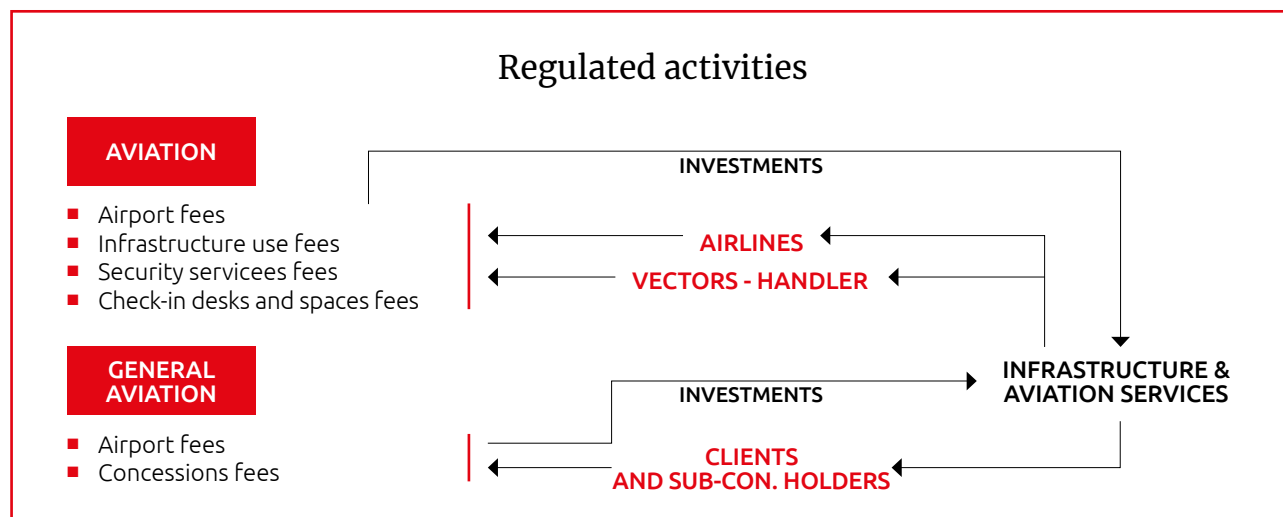 Regulated activities
AVIATION
INVESTMENTS
Airport fees
Infrastructure use fees
Security servicees fees
Check-in desks and spaces fees
AIRLINES
VECTORS - HANDLER
GENERAL
AVIATION
INVESTMENTS
INFRASTRUCTURE &
AVIATION SERVICES
Airport fees
Concessions fees
CLIENTS
AND SUB-CON. HOLDERS